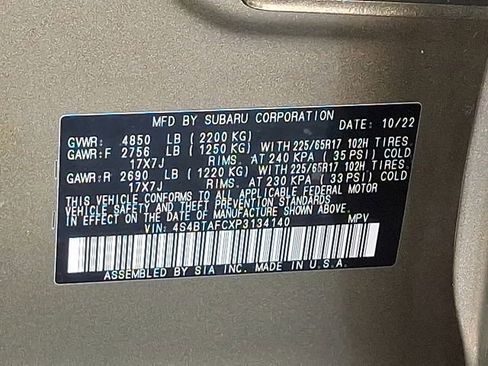 MFD BY SUBARU CORPORATION DATE: 10/22
GVWR: 4850 LB (2200 KG)
GAWR:F 2756 LB (1250 KG) WITH 225/65R17 102H TIRES
17X7J RIMS. AT 240 KPA ( 35 PSI) COLD
GAWR:R 2690 LB (1220 KG) WITH 225/65R17 102H TIRES
17X7J RIMS. AT 230 KPA ( 33 PSI) COLD
THIS VEHICLE CONFORMS TO ALL APPLICABLE FEDERAL MOTOR
VEHICLE SAFETY AND BUMPER STANDARDS
IN EFFECT ON THE DATE OF MANUFACTURE SHOWN ABOVE.
VIN: 4S4BTAFCXP3134140 MPV
ASSEMBLED BY SIA INC. MADE IN U.S.A.